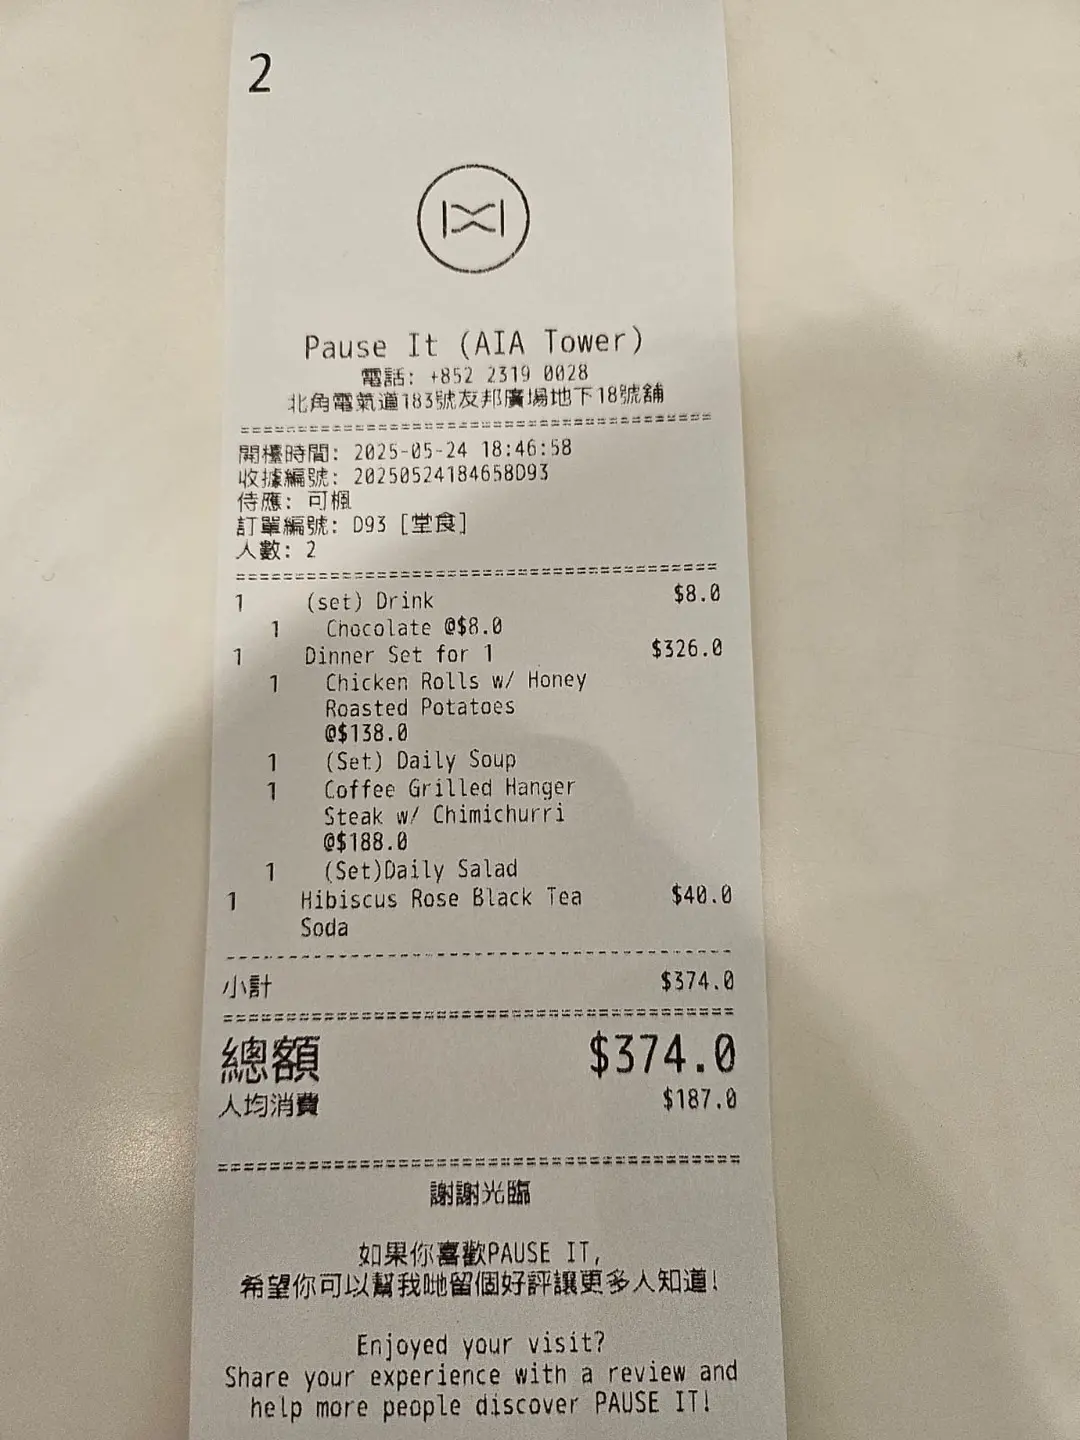 2
Pause It (AIA Tower)
電話: +852 2319 0028
北角電氣道183號友邦廣場地下18號舖
開檯時間: 2025-05-24 18:46:58
收據編號: 20250524184658D93
侍應: 可楓
訂單編號: D93 [堂食]
人數: 2
1 (set) Drink $8.0
1 Chocolate @$8.0
1 Dinner Set for 1 $326.0
1 Chicken Rolls w/ Honey
Roasted Potatoes
@$138.0
1 (Set) Daily Soup
1 Coffee Grilled Hanger
Steak w/ Chimichurri
@$188.0
1 (Set)Daily Salad
1 Hibiscus Rose Black Tea $40.0
Soda
小計 $374.0
總額 $374.0
人均消費 $187.0
謝謝光臨
如果你喜歡PAUSE IT,
希望你可以幫我哋留個好評讓更多人知道!
Enjoyed your visit?
Share your experience with a review and
help more people discover PAUSE IT!